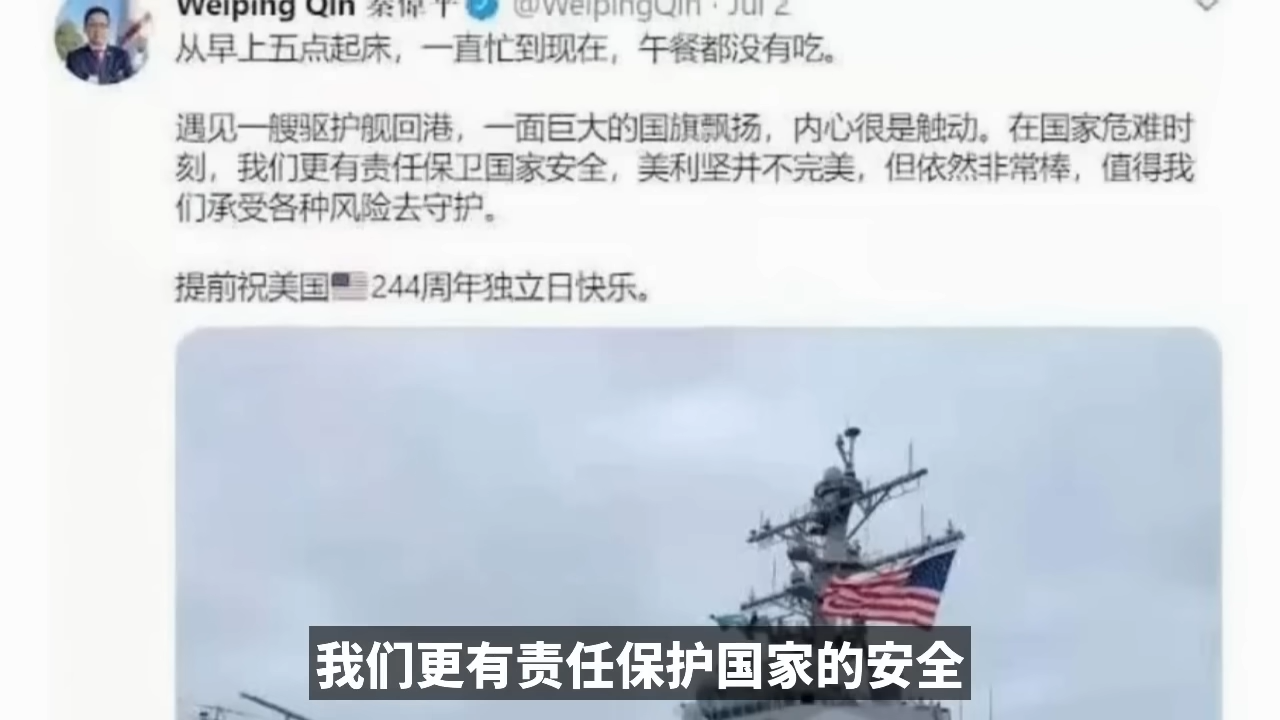 Weiping Qin 秦偉平 @WeipingQin · Jul 2
从早上五点起床，一直忙到现在，午餐都没有吃。
遇见一艘驱护舰回港，一面巨大的国旗飘扬，内心很是触动。在国家危难时
刻，我们更有责任保卫国家安全，美利坚并不完美，但依然非常棒，值得我
们承受各种风险去守护。
提前祝美国🇺🇸244周年独立日快乐。
我们更有责任保护国家的安全